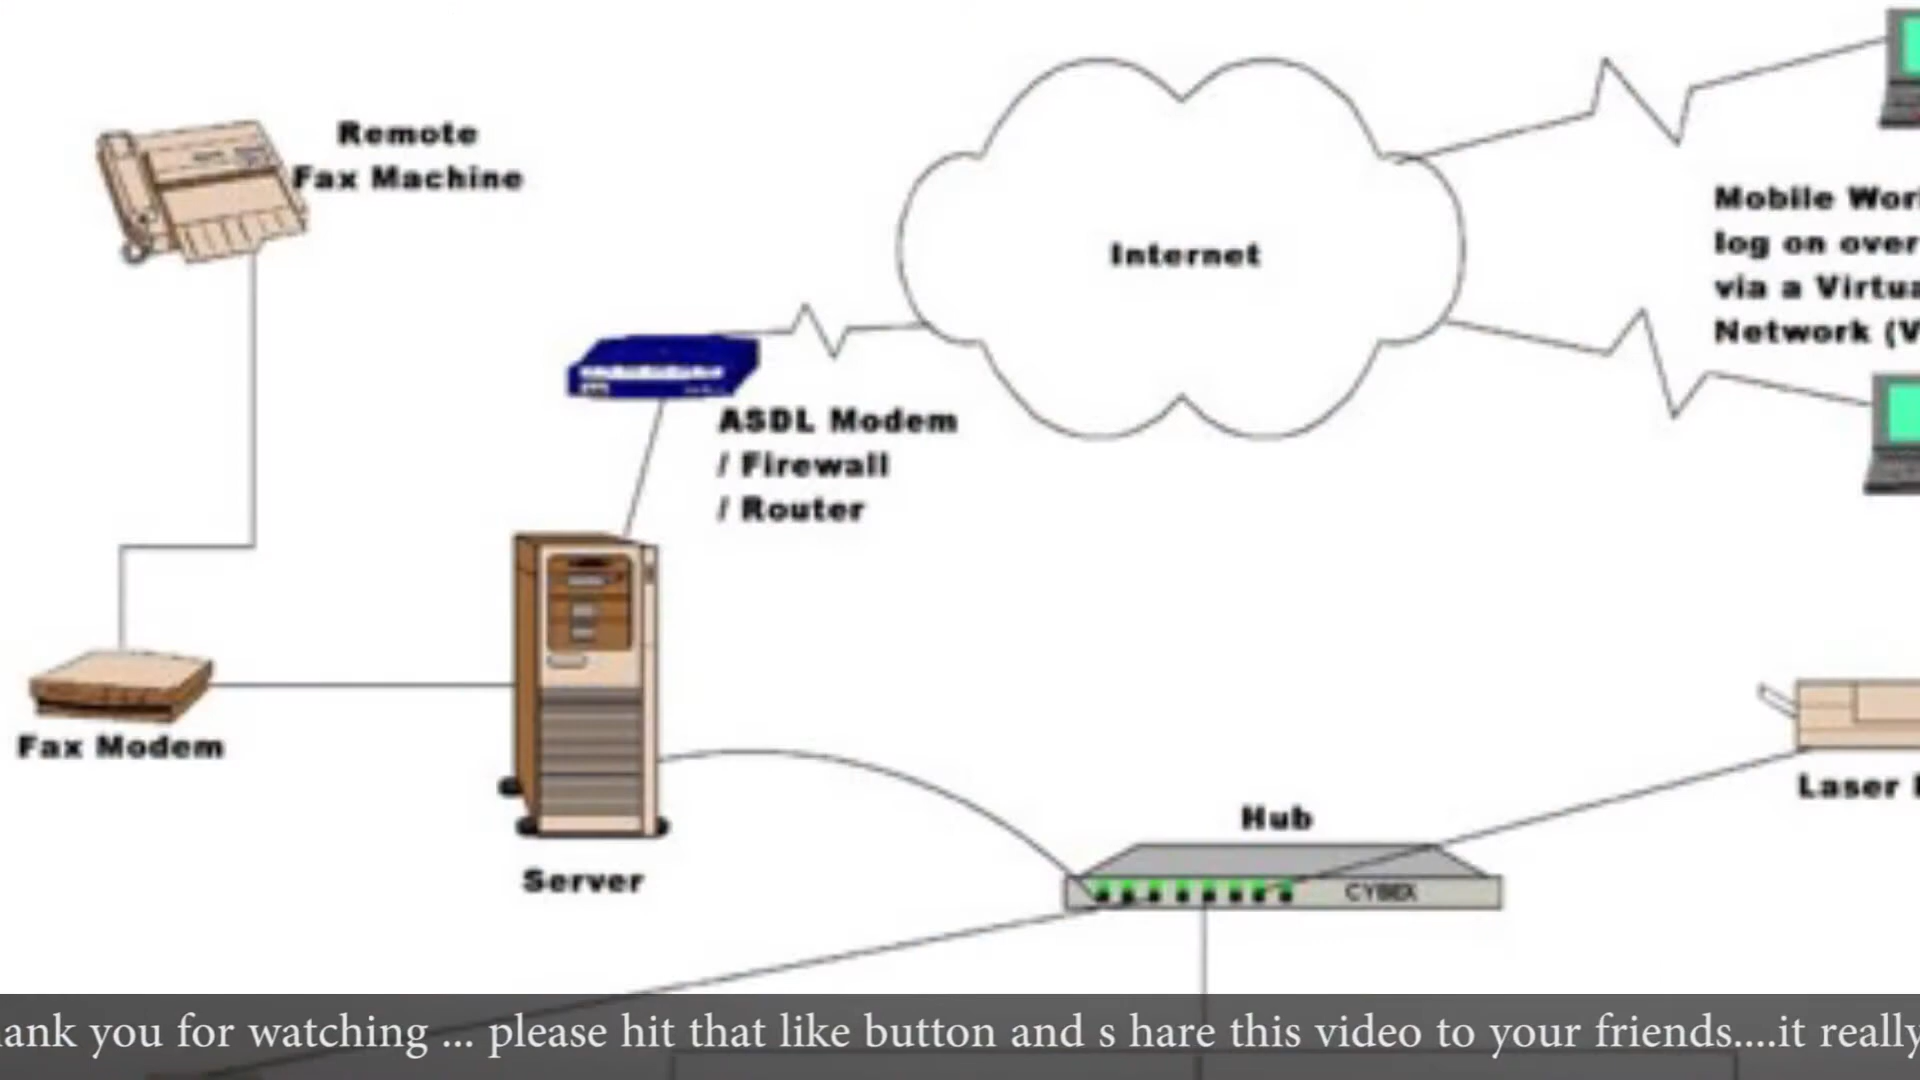 Remote
Fax Machine
Internet
Mobile Wor
log on over
via a Virtua
Network (V
ASDL Modem
/ Firewall
/ Router
Fax Modem
Server
Hub
CYBEX
Laser
ank you for watching ... please hit that like button and s hare this video to your friends....it really